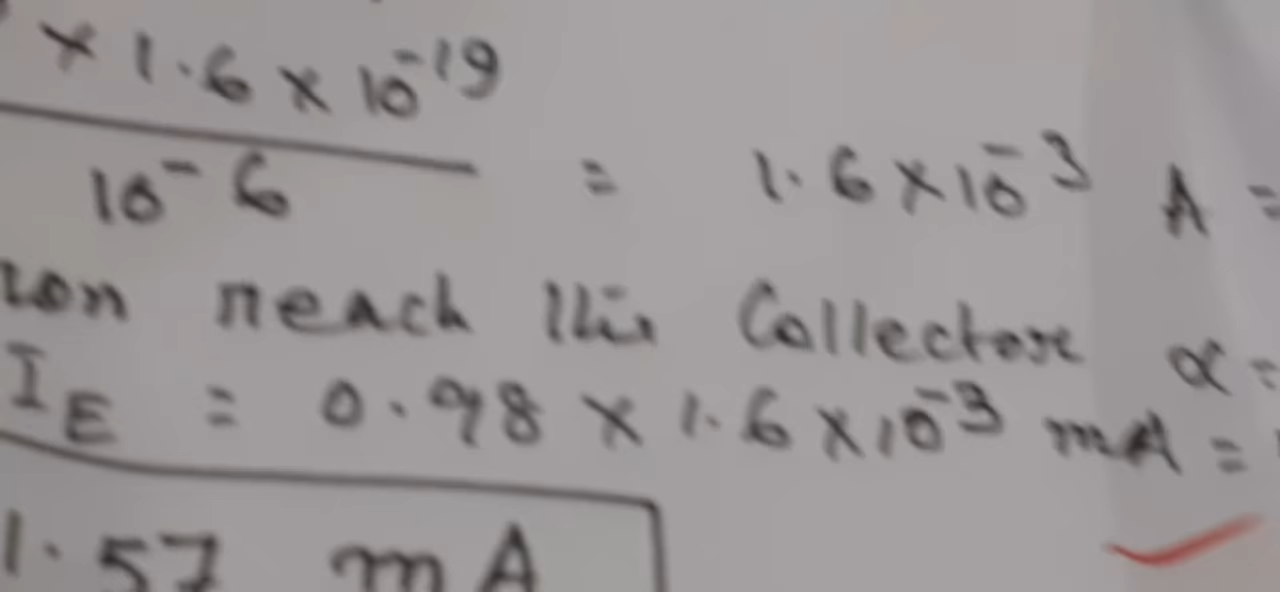 × 1.6 × 10⁻¹⁹
10⁻⁶ = 1.6 × 10⁻³ A =
ron reach the Collector α =
I_E = 0.98 × 1.6 × 10⁻³ mA =
1.57 mA